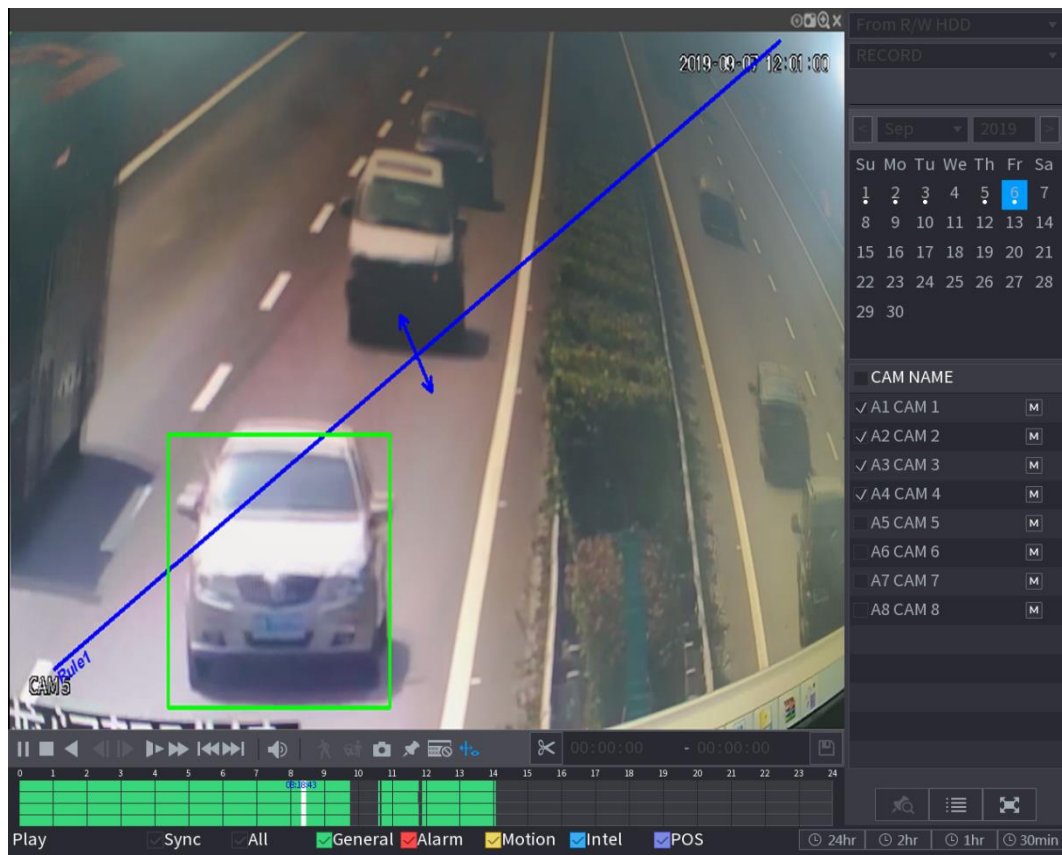 X
From R/W HDD
2019-09-07 12:01:00
RECORD
< Sep 2019 >
Su Mo Tu We Th Fr Sa
1 2 3 4 5 6 7
8 9 10 11 12 13 14
15 16 17 18 19 20 21
22 23 24 25 26 27 28
29 30
CAM NAME
A1 CAM 1 M
A2 CAM 2 M
A3 CAM 3 M
A4 CAM 4 M
A5 CAM 5 M
A6 CAM 6 M
A7 CAM 7 M
A8 CAM 8 M
Rule1
CAM5
00:00:00 - 00:00:00
0 1 2 3 4 5 6 7 8 9 10 11 12 13 14 15 16 17 18 19 20 21 22 23 24
08:18:43
Play Sync All General Alarm Motion Intel POS 24hr 2hr 1hr 30min